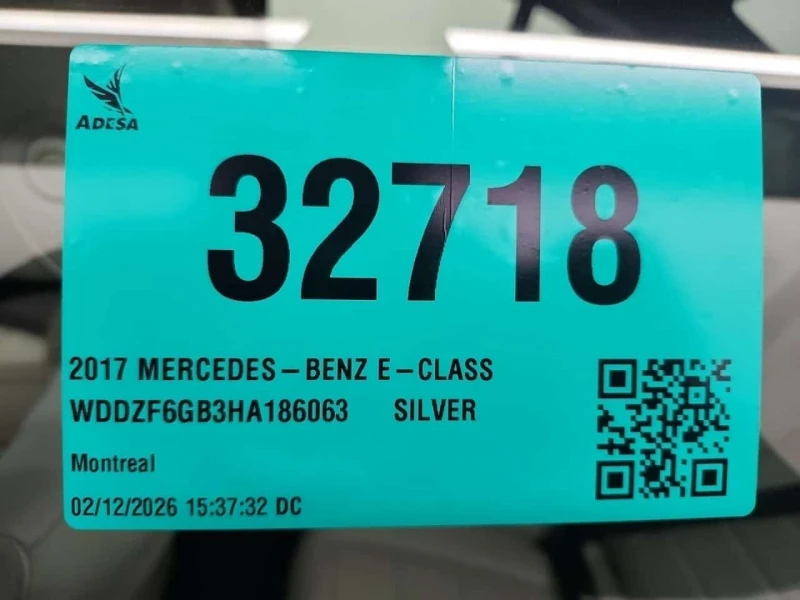 ADESA
32718
2017 MERCEDES-BENZ E-CLASS
WDDZF6GB3HA186063 SILVER
Montreal
02/12/2026 15:37:32 DC